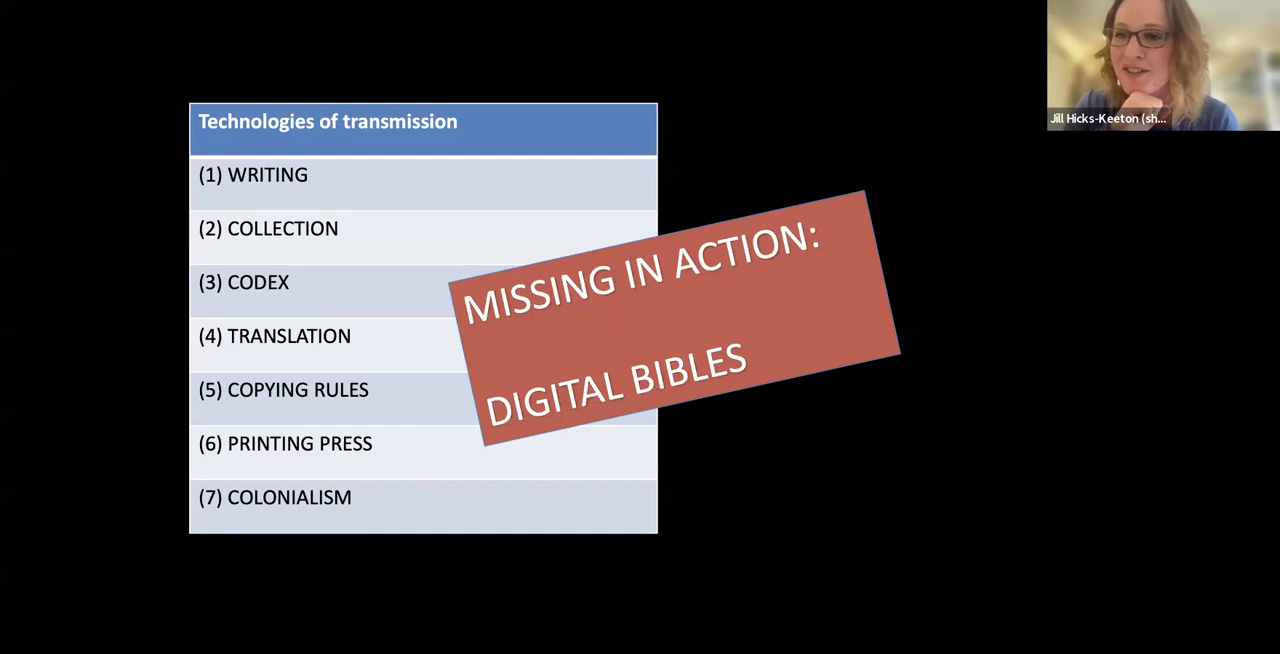 Technologies of transmission
(1) WRITING
(2) COLLECTION
(3) CODEX
(4) TRANSLATION
(5) COPYING RULES
(6) PRINTING PRESS
(7) COLONIALISM
MISSING IN ACTION:
DIGITAL BIBLES
Jill Hicks-Keeton (sh...